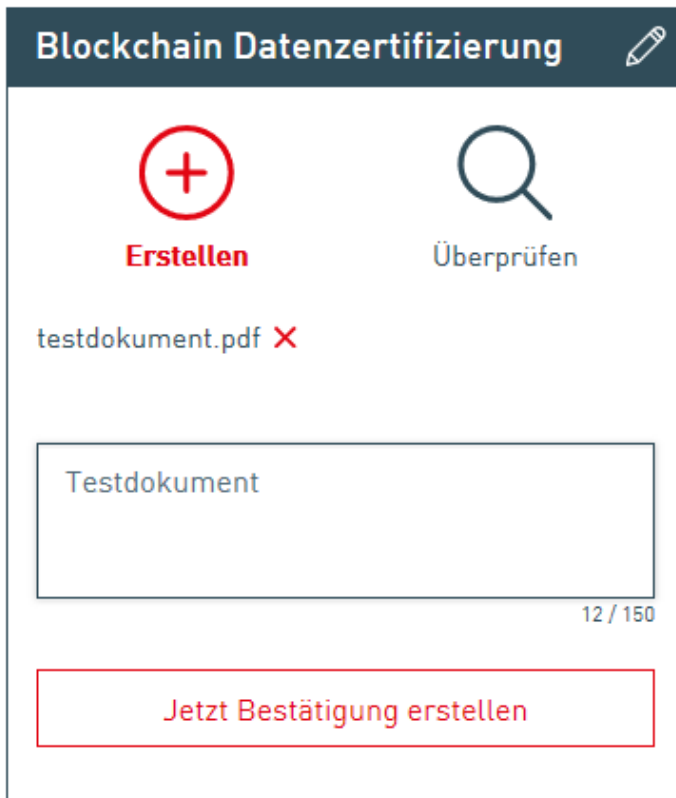 Blockchain Datenzertifizierung
Erstellen
Überprüfen
testdokument.pdf
Testdokument
12 / 150
Jetzt Bestätigung erstellen